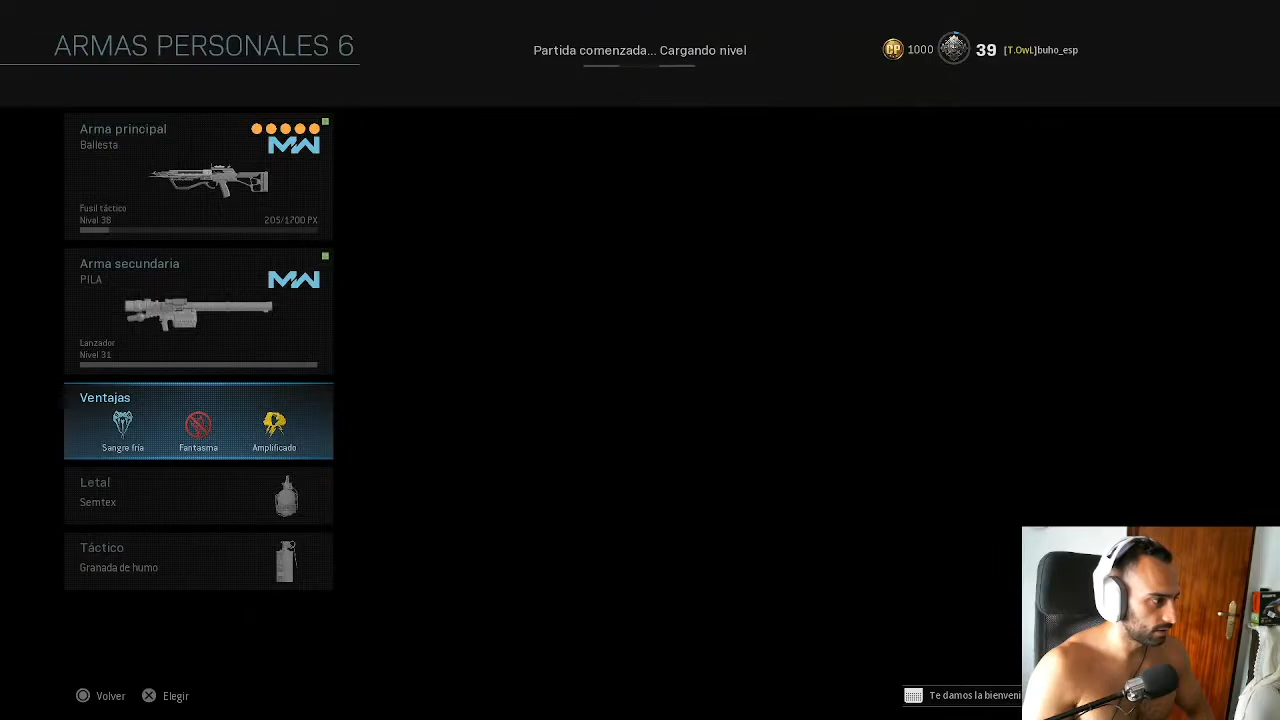 ARMAS PERSONALES 6
Partida comenzada... Cargando nivel
CP 1000 39 [T.OwL]buho_esp
Arma principal
Ballesta
MW
Fusil táctico
Nivel 38 205/1700 PX
Arma secundaria
PILA
MW
Lanzador
Nivel 31
Ventajas
Sangre fría Fantasma Amplificado
Letal
Semtex
Táctico
Granada de humo
Volver Elegir
Te damos la bienveni